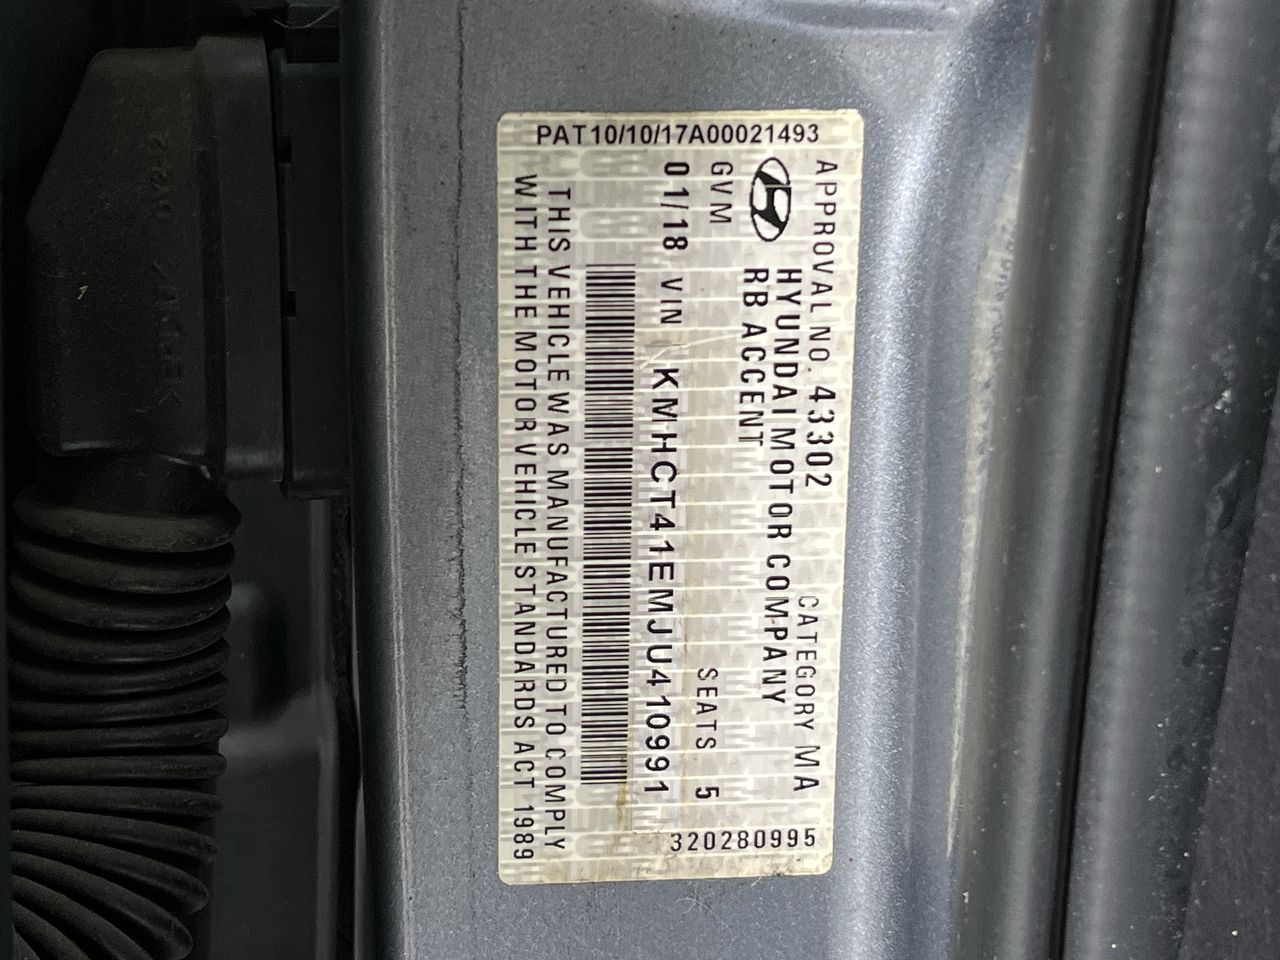 PAT10/10/17A00021493
APPROVAL NO. 43302 CATEGORY MA
HYUNDAI MOTOR COMPANY
RB ACCENT
GVM SEATS 5
01/18 VIN KMHCT41EMJU410991
THIS VEHICLE WAS MANUFACTURED TO COMPLY
WITH THE MOTOR VEHICLE STANDARDS ACT 1989
320280995